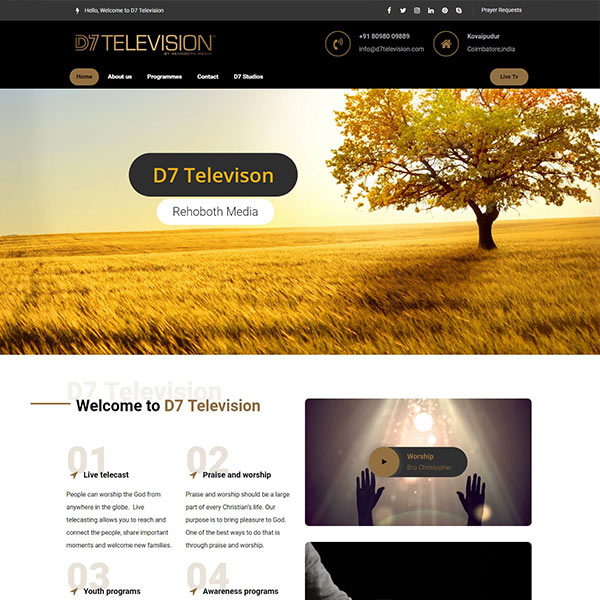 Hello, Welcome to D7 Television
Prayer Requests
D7 TELEVISION
BY REHOBOTH MEDIA
+91 80980 09889
info@d7television.com
Kovaipudur
Coimbatore,india
Home About us Programmes Contact D7 Studios Live Tv
D7 Televison
Rehoboth Media
D7 Television
Welcome to D7 Television
01
Live telecast
People can worship the God from
anywhere in the globe. Live
telecasting allows you to reach and
connect the people, share important
moments and welcome new families.
02
Praise and worship
Praise and worship should be a large
part of every Christian's life. Our
purpose is to bring pleasure to God.
One of the best ways to do that is
through praise and worship.
Worship
Bro Christopher
03
Youth programs
04
Awareness programs